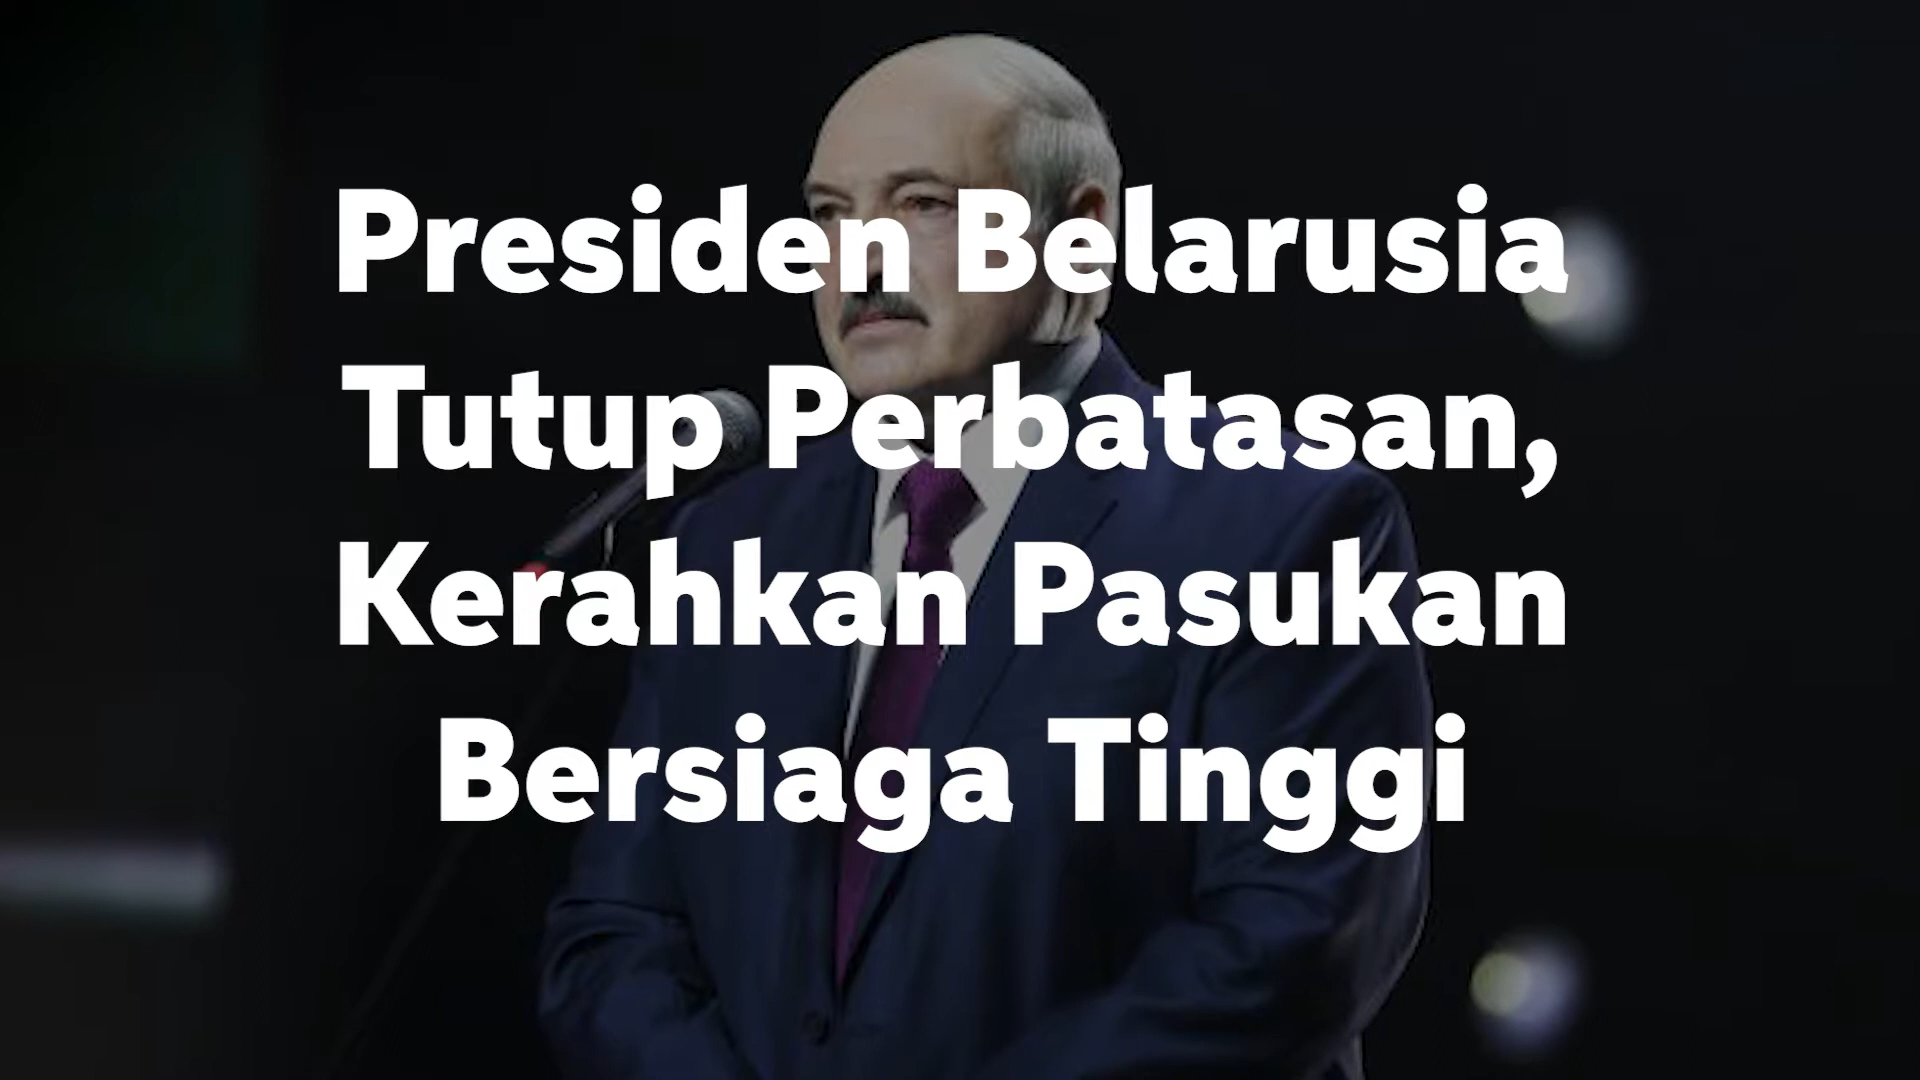 Presiden Belarusia
Tutup Perbatasan,
Kerahkan Pasukan
Bersiaga Tinggi